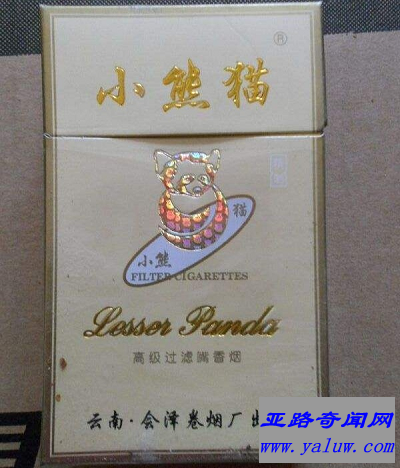 小熊猫
®
小熊 猫
FILTER CIGARETTES
Lesser Panda
高级过滤嘴香烟
云南·会泽卷烟厂出
亚路奇闻网
www.yaluw.com